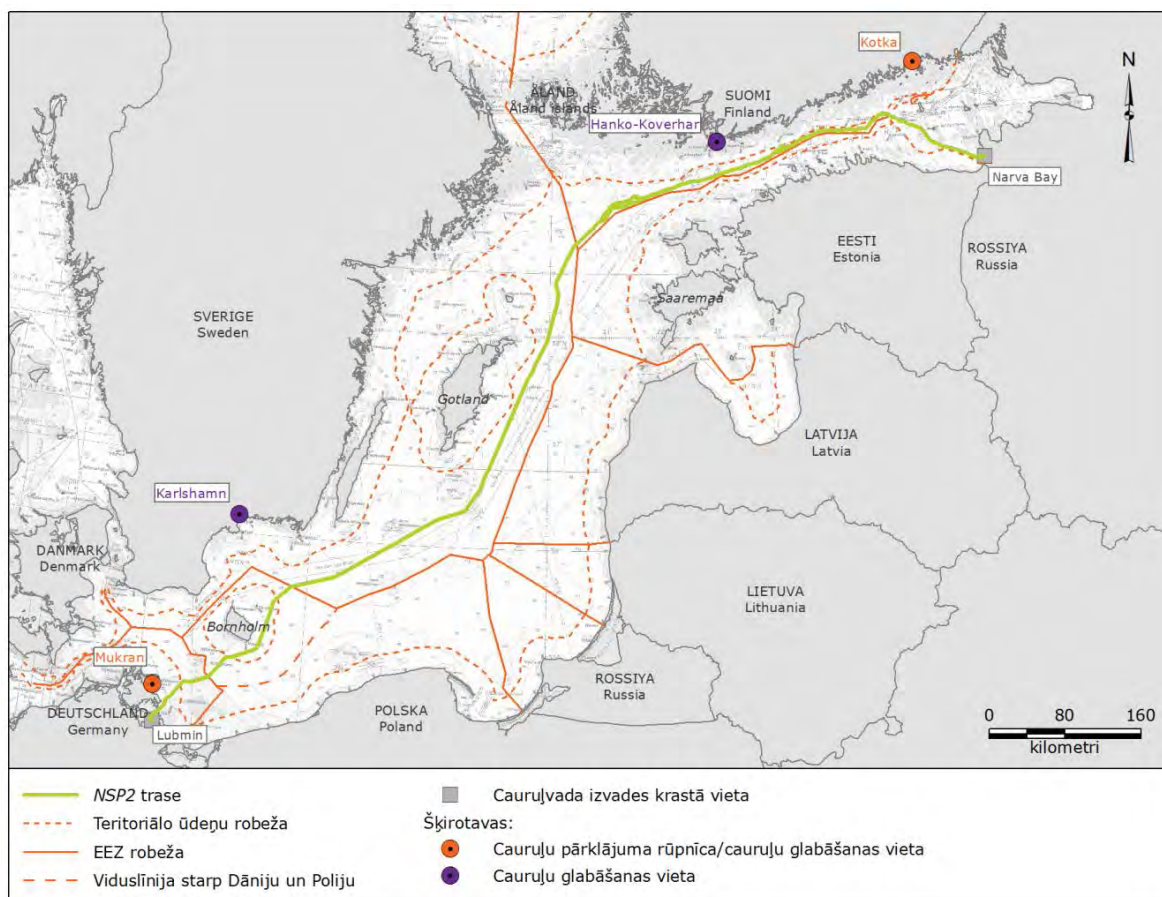 Kotka
N
ÅLAND
Åland islands
SUOMI
Finland
Hanko-Koverhar
Narva Bay
EESTI
Estonia
ROSSIYA
Russia
SVERIGE
Sweden
Saaremaa
Gotland
LATVIJA
Latvia
Karlshamn
DANMARK
Denmark
LIETUVA
Lithuania
Bornholm
Mukran
ROSSIYA
Russia
DEUTSCHLAND
Germany
Lubmin
POLSKA
Poland
0 80 160
kilometri
NSP2 trase
Teritoriālo ūdeņu robeža
EEZ robeža
Viduslīnija starp Dāniju un Poliju
Cauruļvada izvades krastā vieta
Šķirotavas:
Cauruļu pārklājuma rūpnīca/cauruļu glabāšanas vieta
Cauruļu glabāšanas vieta